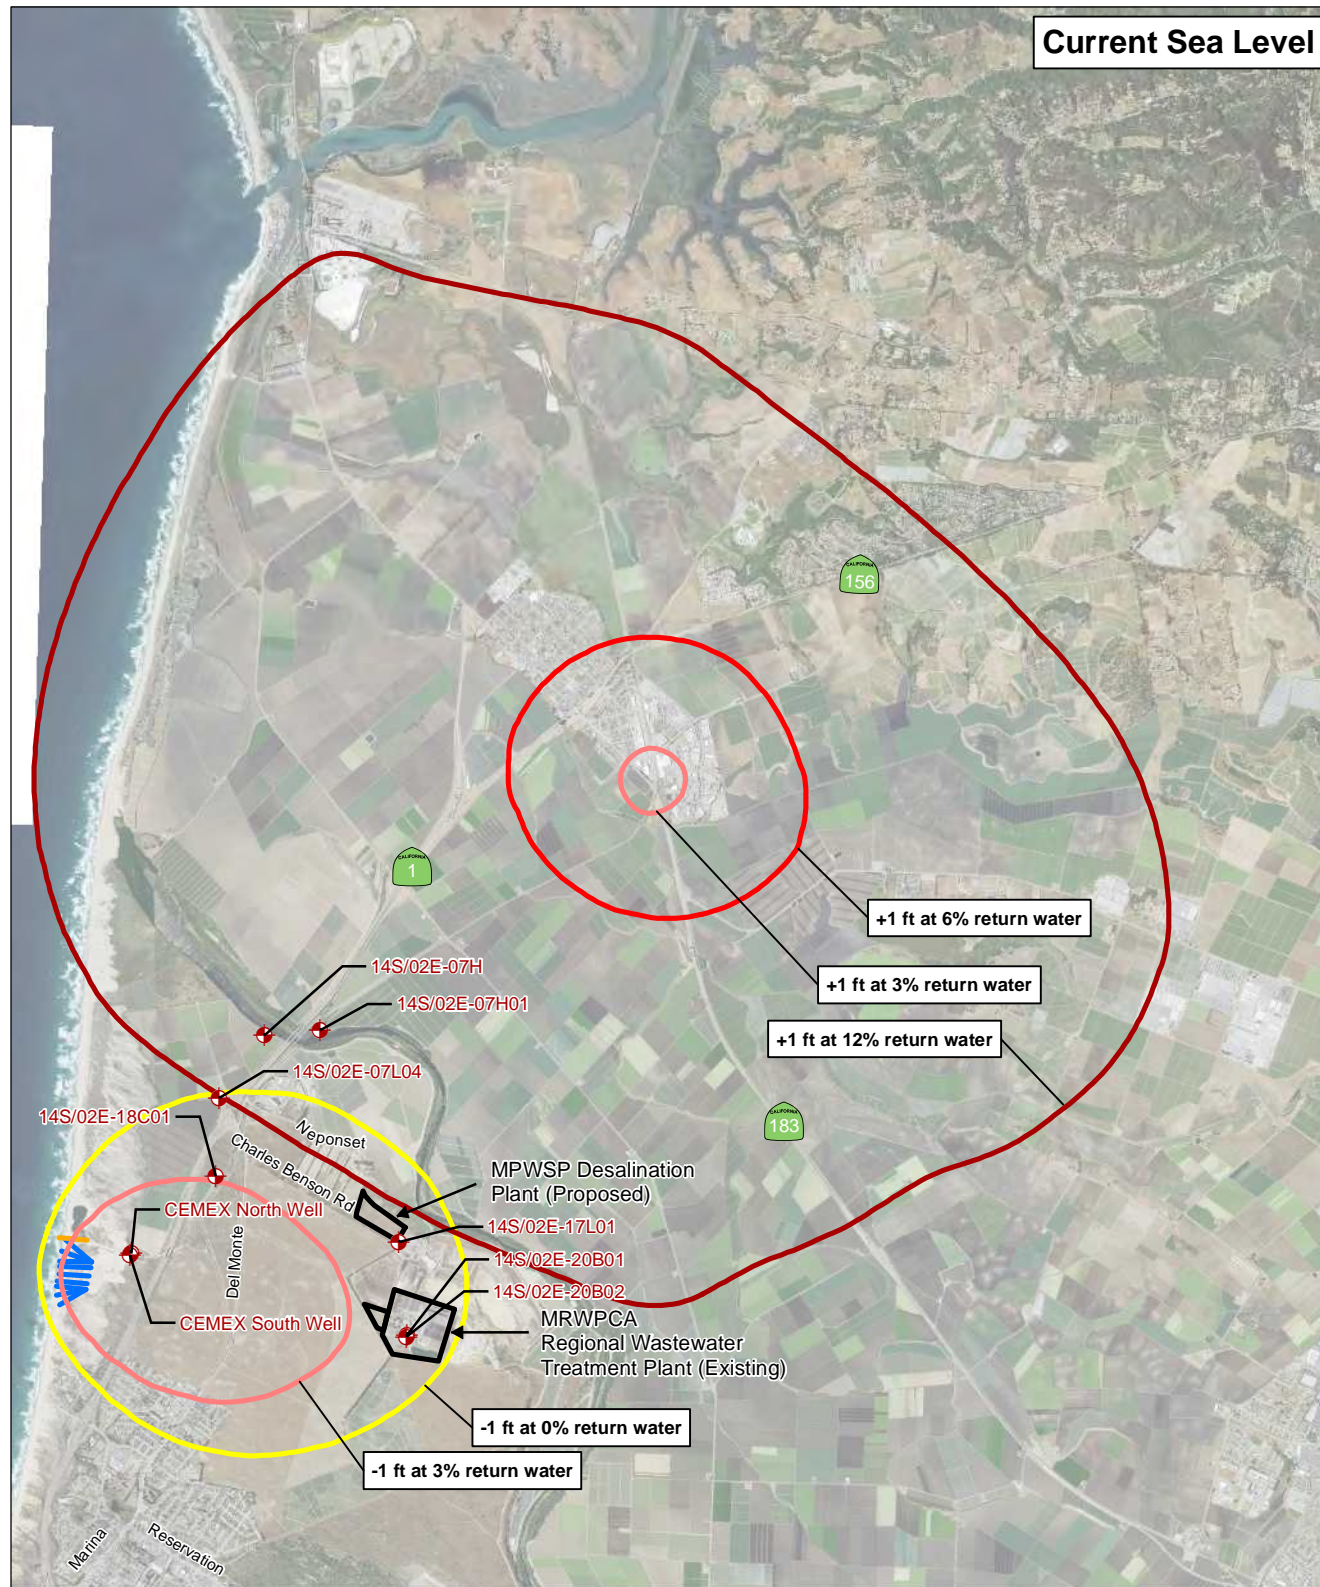 Current Sea Level
CALIFORNIA
156
CALIFORNIA
1
+1 ft at 6% return water
14S/02E-07H
+1 ft at 3% return water
14S/02E-07H01
+1 ft at 12% return water
14S/02E-07L04
14S/02E-18C01
CALIFORNIA
183
Neponset
Charles Benson Rd
MPWSP Desalination
Plant (Proposed)
CEMEX North Well
14S/02E-17L01
Del Monte
14S/02E-20B01
14S/02E-20B02
CEMEX South Well
MRWPCA
Regional Wastewater
Treatment Plant (Existing)
-1 ft at 0% return water
-1 ft at 3% return water
Marina
Reservation